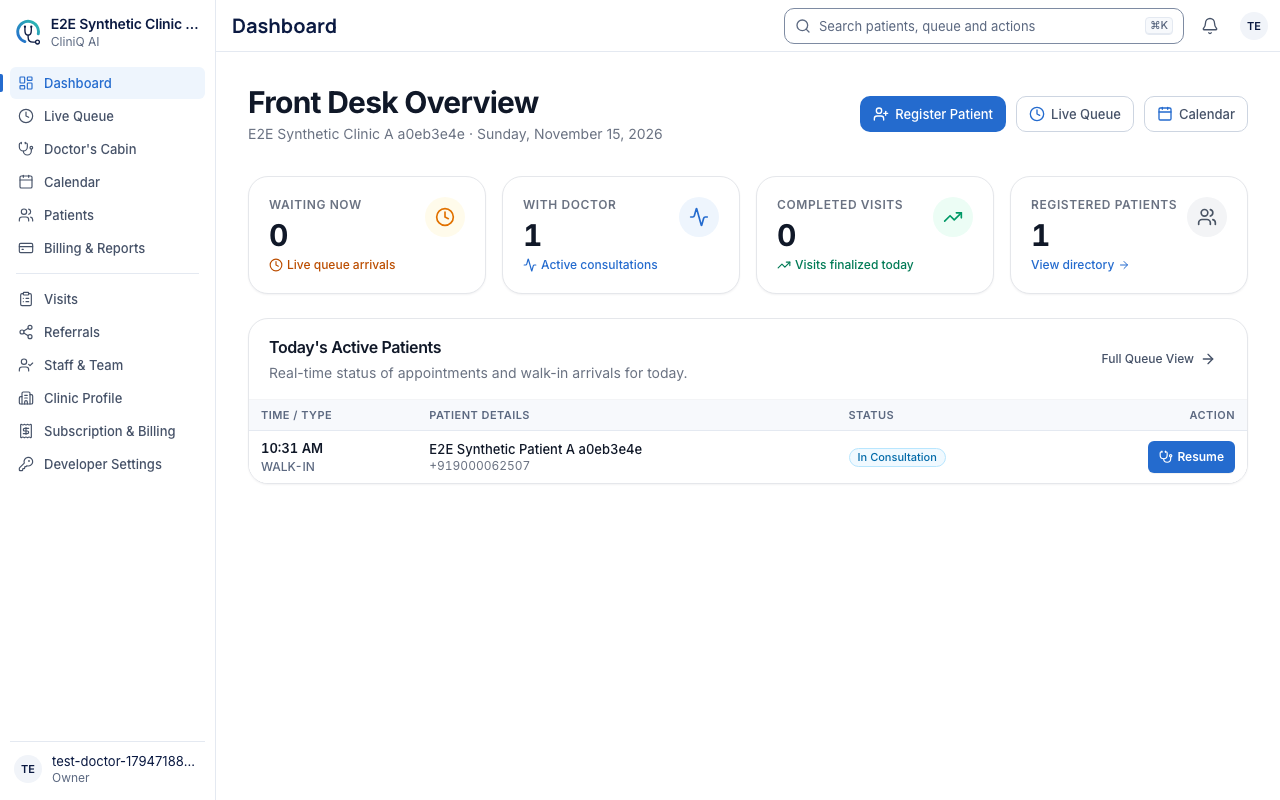 E2E Synthetic Clinic ...
CliniQ AI
Dashboard
Live Queue
Doctor's Cabin
Calendar
Patients
Billing & Reports
Visits
Referrals
Staff & Team
Clinic Profile
Subscription & Billing
Developer Settings
TE
test-doctor-17947188...
Owner
Dashboard
Search patients, queue and actions
⌘K
TE
Front Desk Overview
E2E Synthetic Clinic A a0eb3e4e · Sunday, November 15, 2026
Register Patient
Live Queue
Calendar
WAITING NOW
0
Live queue arrivals
WITH DOCTOR
1
Active consultations
COMPLETED VISITS
0
Visits finalized today
REGISTERED PATIENTS
1
View directory →
Today's Active Patients
Real-time status of appointments and walk-in arrivals for today.
Full Queue View →
TIME / TYPE PATIENT DETAILS STATUS ACTION
10:31 AM
WALK-IN
E2E Synthetic Patient A a0eb3e4e
+919000062507
In Consultation
Resume